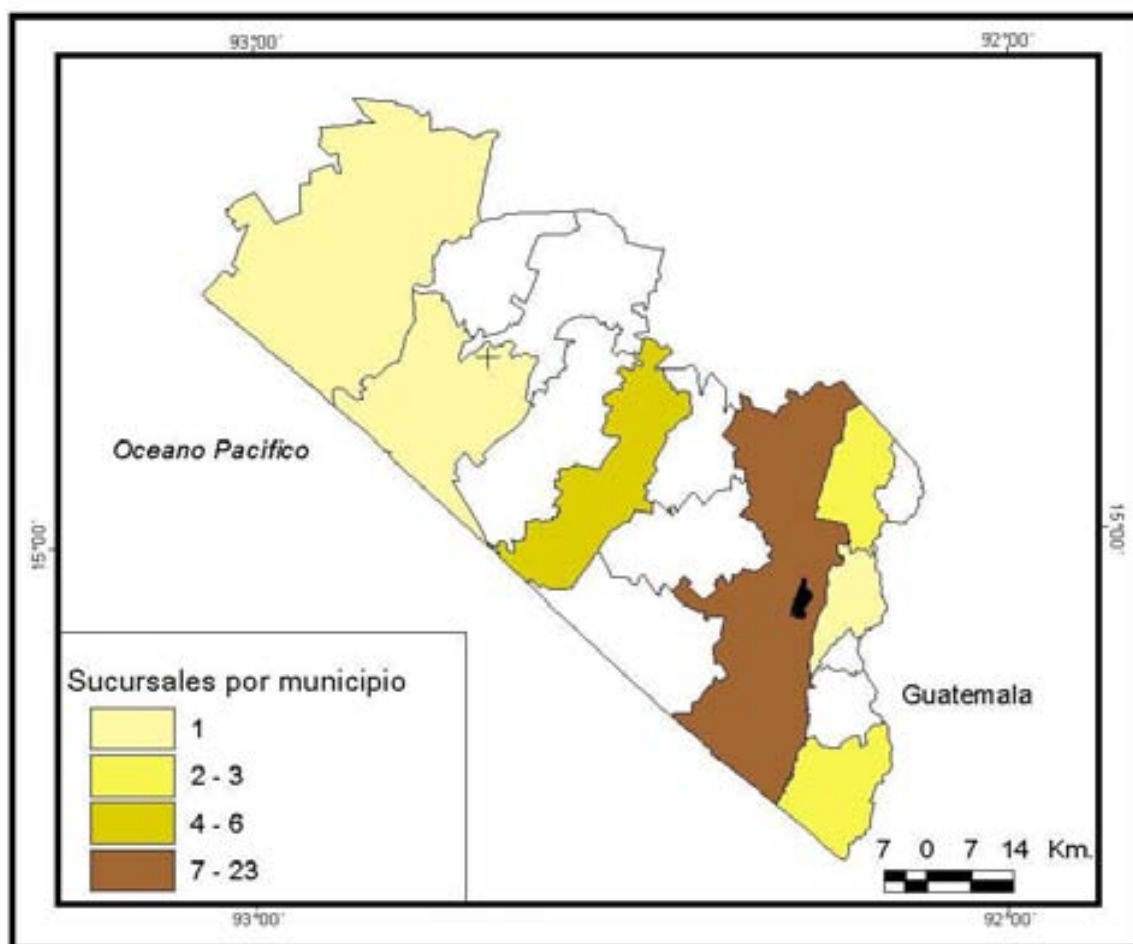 93°00'
92°00'
Oceano Pacifico
15°00'
15°00'
Sucursales por municipio
1
2 - 3
4 - 6
7 - 23
Guatemala
7 0 7 14 Km.
93°00'
92°00'